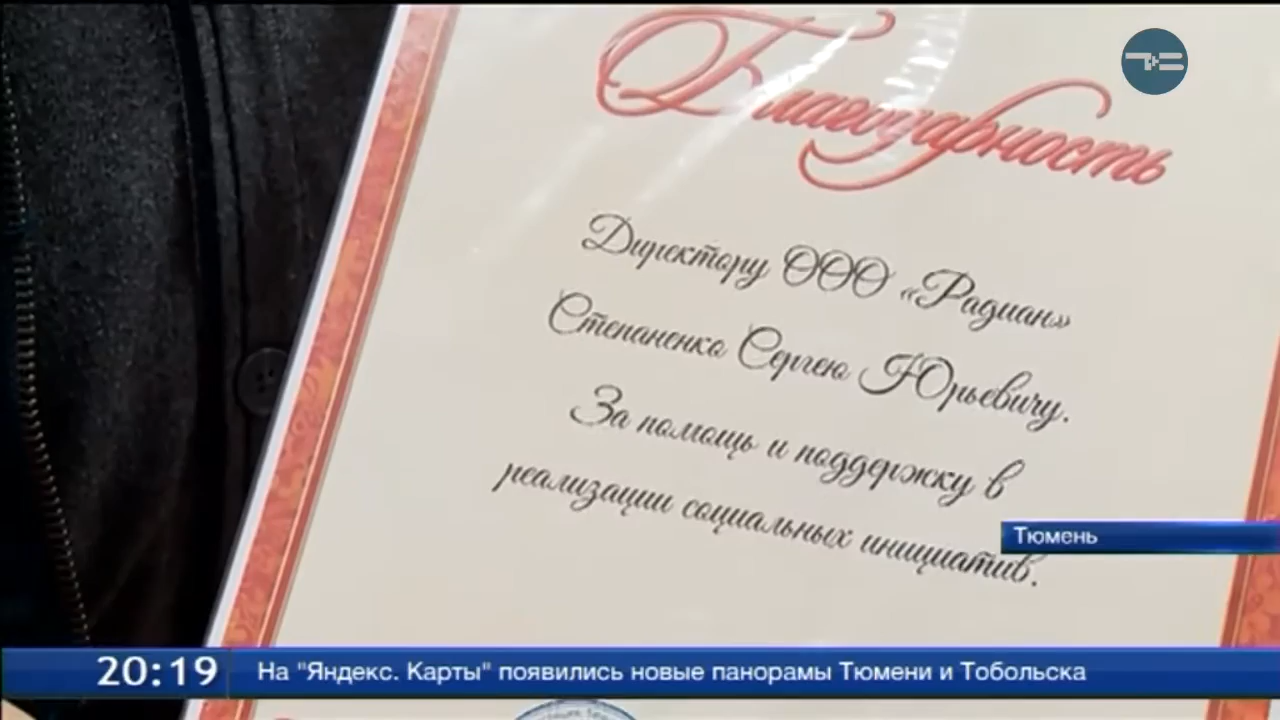 Благодарность
Директору ООО «Радиан»
Степаненко Сергею Юрьевичу.
За помощь и поддержку в
реализации социальных инициатив.
Тюмень
20:19 На "Яндекс. Карты" появились новые панорамы Тюмени и Тобольска